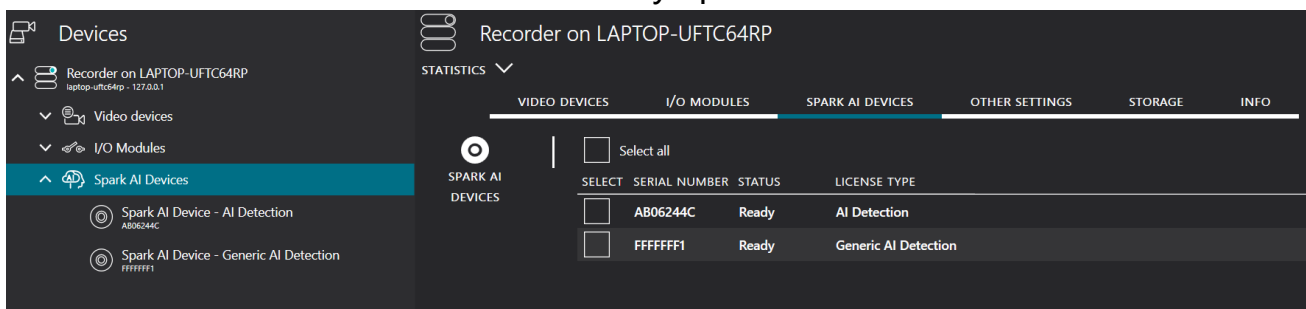 Devices
Recorder on LAPTOP-UFTC64RP
laptop-uftc64rp - 127.0.0.1
Video devices
I/O Modules
Spark AI Devices
Spark AI Device - AI Detection
AB06244C
Spark AI Device - Generic AI Detection
FFFFFFF1
Recorder on LAPTOP-UFTC64RP
STATISTICS
VIDEO DEVICES I/O MODULES SPARK AI DEVICES OTHER SETTINGS STORAGE INFO
SPARK AI
DEVICES
Select all
SELECT SERIAL NUMBER STATUS LICENSE TYPE
AB06244C Ready AI Detection
FFFFFFF1 Ready Generic AI Detection